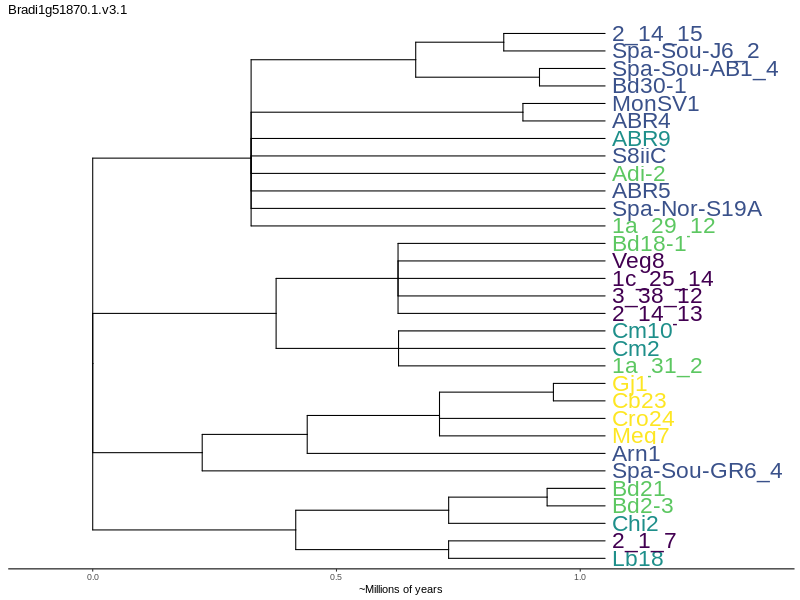 Bradi1g51870.1.v3.1
2_14_15
Spa-Sou-J6_2
Spa-Sou-AB1_4
Bd30-1
MonSV1
ABR4
ABR9
S8iiC
Adi-2
ABR5
Spa-Nor-S19A
1a_29_12
Bd18-1
Veg8
1c_25_14
3_38_12
2_14_13
Cm10
Cm2
1a_31_2
Gj1
Cb23
Cro24
Meg7
Arn1
Spa-Sou-GR6_4
Bd21
Bd2-3
Chi2
2_1_7
Lb18
0.0 0.5 1.0
~Millions of years